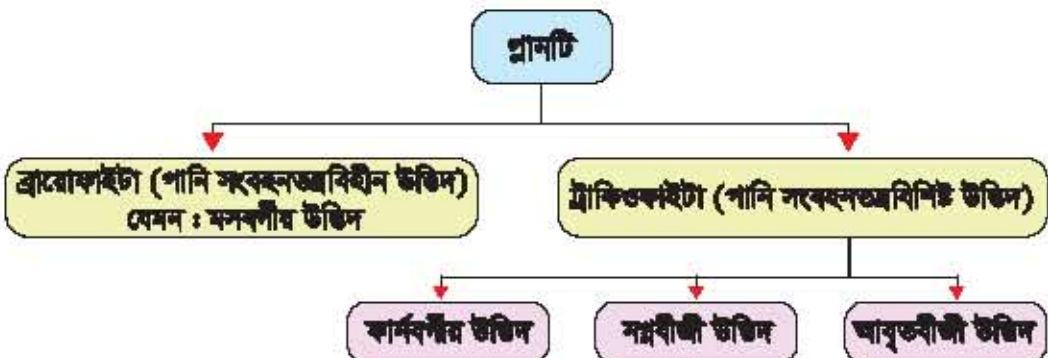 প্লানটি
ব্রায়োফাইটা (পানি সংবহনতন্ত্রবিহীন উদ্ভিদ)
যেমন : মসবর্গীয় উদ্ভিদ
ট্রাকিওফাইটা (পানি সংবহনতন্ত্রবিশিষ্ট উদ্ভিদ)
ফার্নবর্গীয় উদ্ভিদ
নগ্নবীজী উদ্ভিদ
আবৃতবীজী উদ্ভিদ